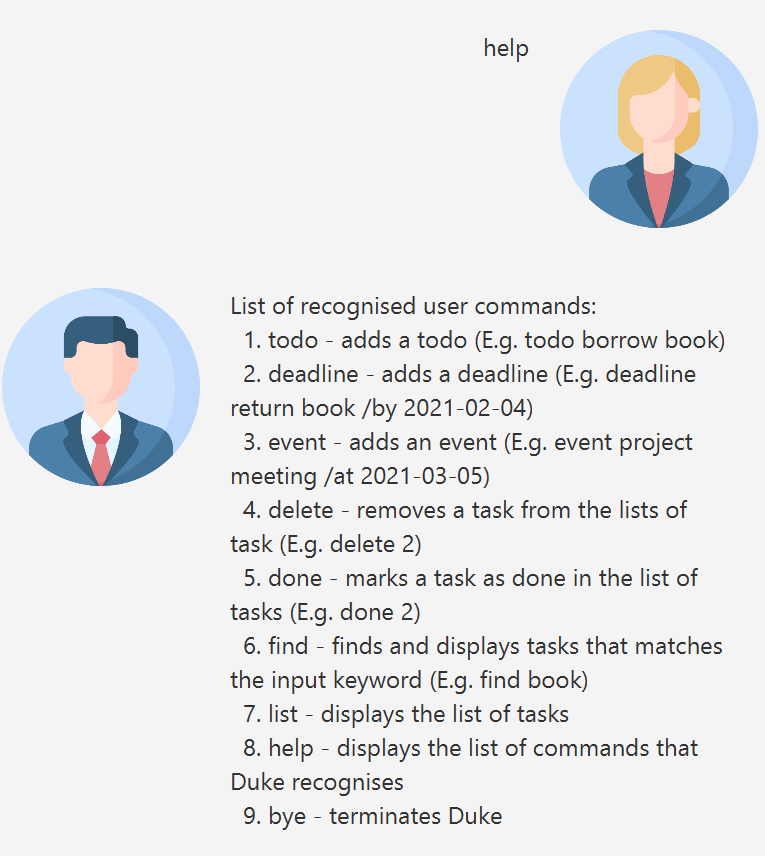 help
List of recognised user commands:
1. todo - adds a todo (E.g. todo borrow book)
2. deadline - adds a deadline (E.g. deadline
return book /by 2021-02-04)
3. event - adds an event (E.g. event project
meeting /at 2021-03-05)
4. delete - removes a task from the lists of
task (E.g. delete 2)
5. done - marks a task as done in the list of
tasks (E.g. done 2)
6. find - finds and displays tasks that matches
the input keyword (E.g. find book)
7. list - displays the list of tasks
8. help - displays the list of commands that
Duke recognises
9. bye - terminates Duke